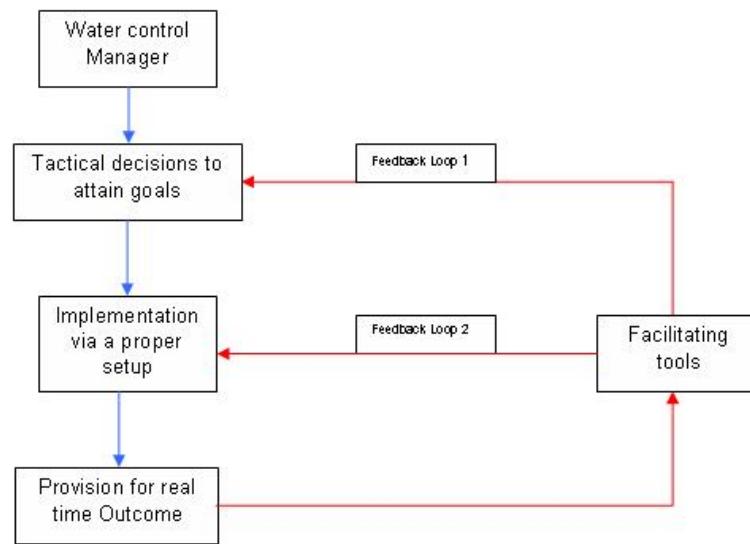 Water control
Manager
Tactical decisions to
attain goals
Feedback Loop 1
Implementation
via a proper
setup
Feedback Loop 2
Facilitating
tools
Provision for real
time Outcome